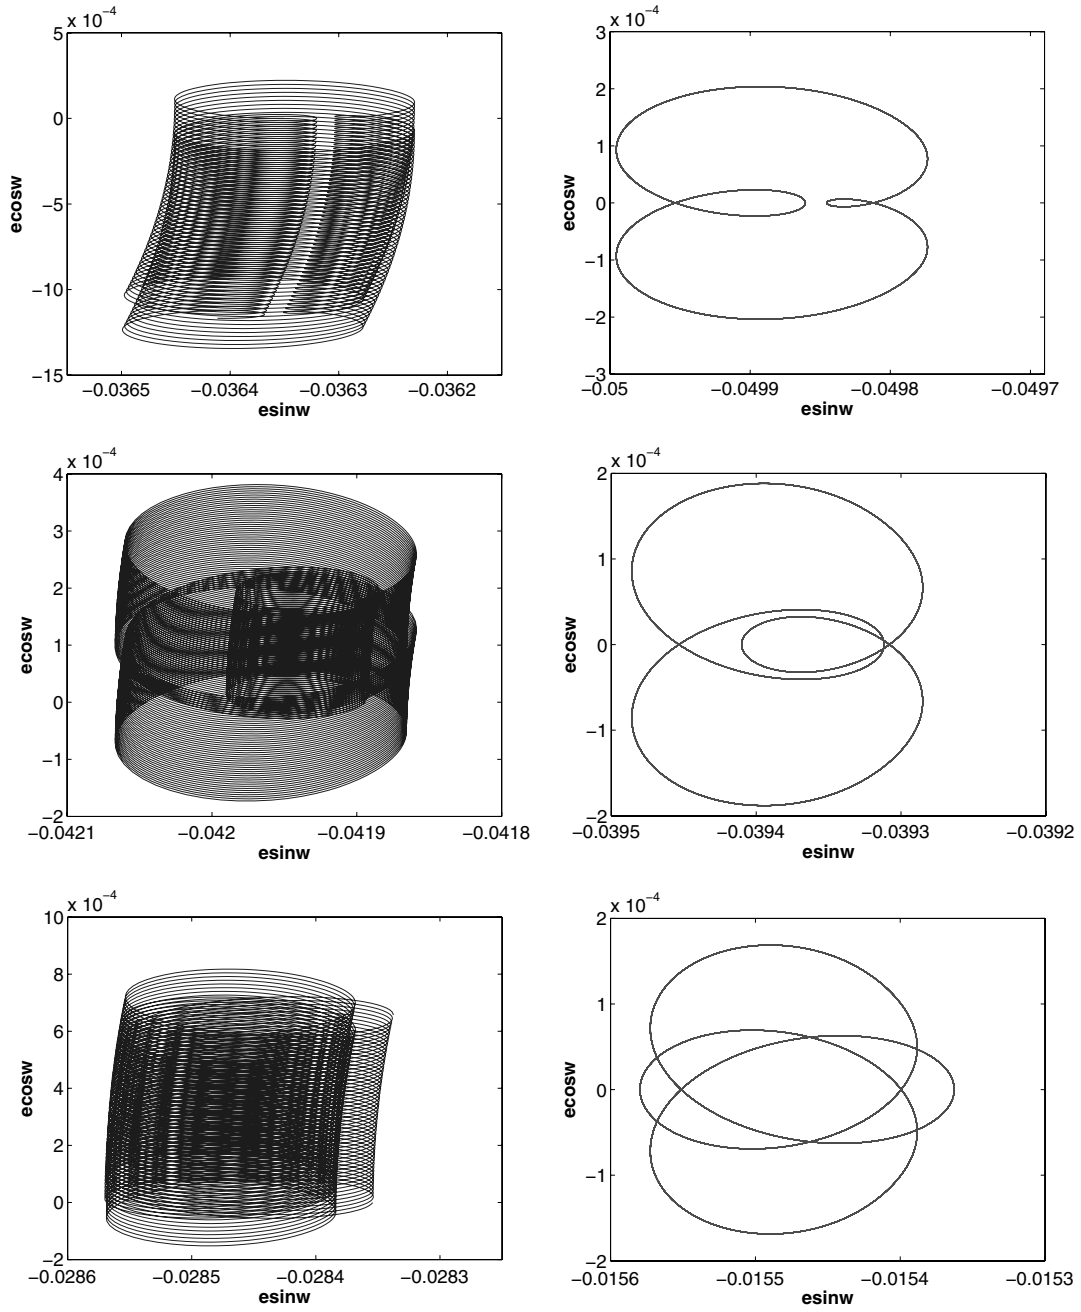 x 10⁻⁴
5
0
−5
−10
−15
−0.0365 −0.0364 −0.0363 −0.0362
esinw
ecosw
x 10⁻⁴
3
2
1
0
−1
−2
−3
−0.05 −0.0499 −0.0498 −0.0497
esinw
ecosw
x 10⁻⁴
4
3
2
1
0
−1
−2
−0.0421 −0.042 −0.0419 −0.0418
esinw
ecosw
x 10⁻⁴
2
1
0
−1
−2
−0.0395 −0.0394 −0.0393 −0.0392
esinw
ecosw
x 10⁻⁴
10
8
6
4
2
0
−2
−0.0286 −0.0285 −0.0284 −0.0283
esinw
ecosw
x 10⁻⁴
2
1
0
−1
−2
−0.0156 −0.0155 −0.0154 −0.0153
esinw
ecosw